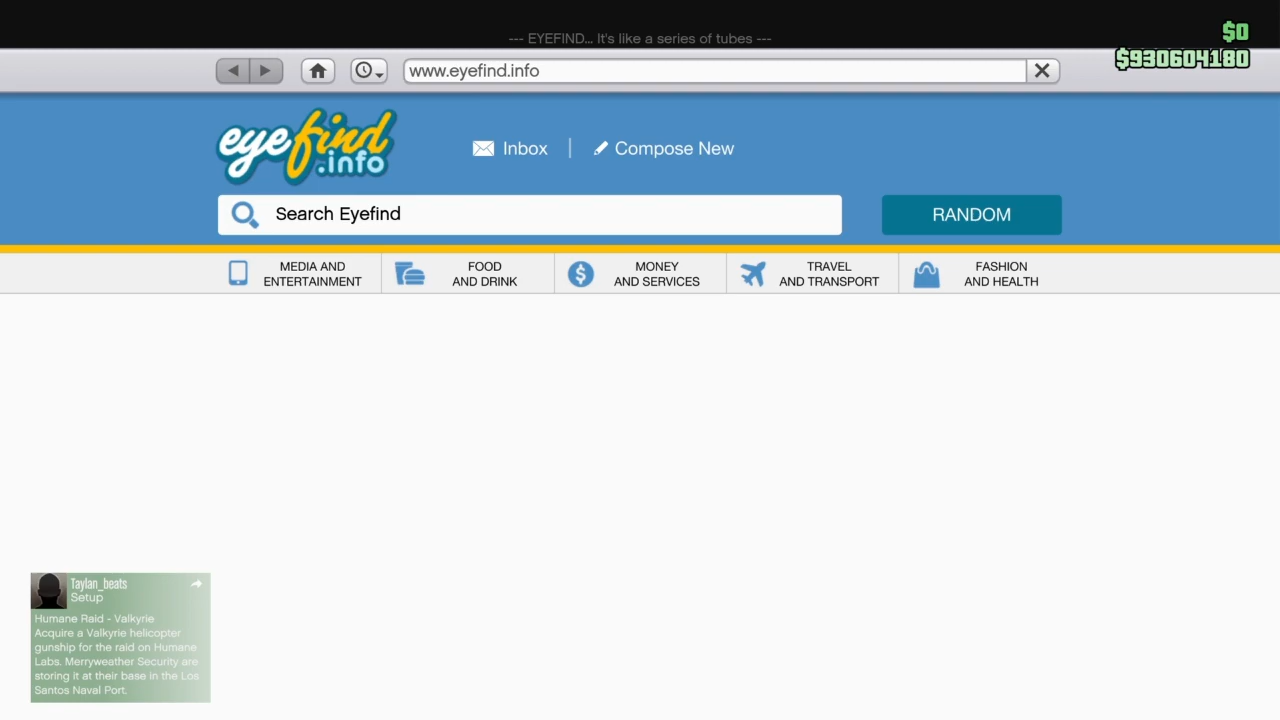 --- EYEFIND... It's like a series of tubes ---
$0
$930604180
www.eyefind.info
eyefind
.info
Inbox
Compose New
Search Eyefind
RANDOM
MEDIA AND
ENTERTAINMENT
FOOD
AND DRINK
MONEY
AND SERVICES
TRAVEL
AND TRANSPORT
FASHION
AND HEALTH
Taylan_beats
Setup
Humane Raid - Valkyrie
Acquire a Valkyrie helicopter
gunship for the raid on Humane
Labs. Merryweather Security are
storing it at their base in the Los
Santos Naval Port.